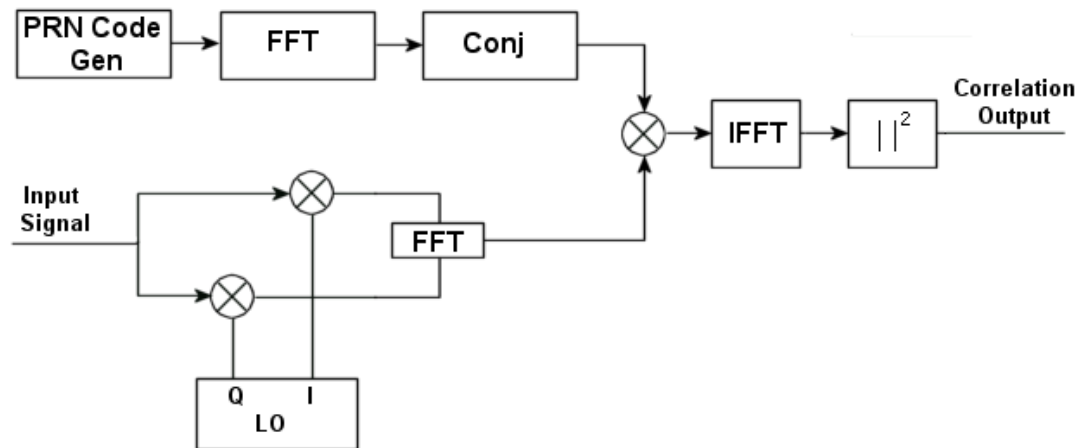 PRN Code
Gen
FFT
Conj
Correlation
Output
IFFT
| |²
Input
Signal
FFT
Q I
LO